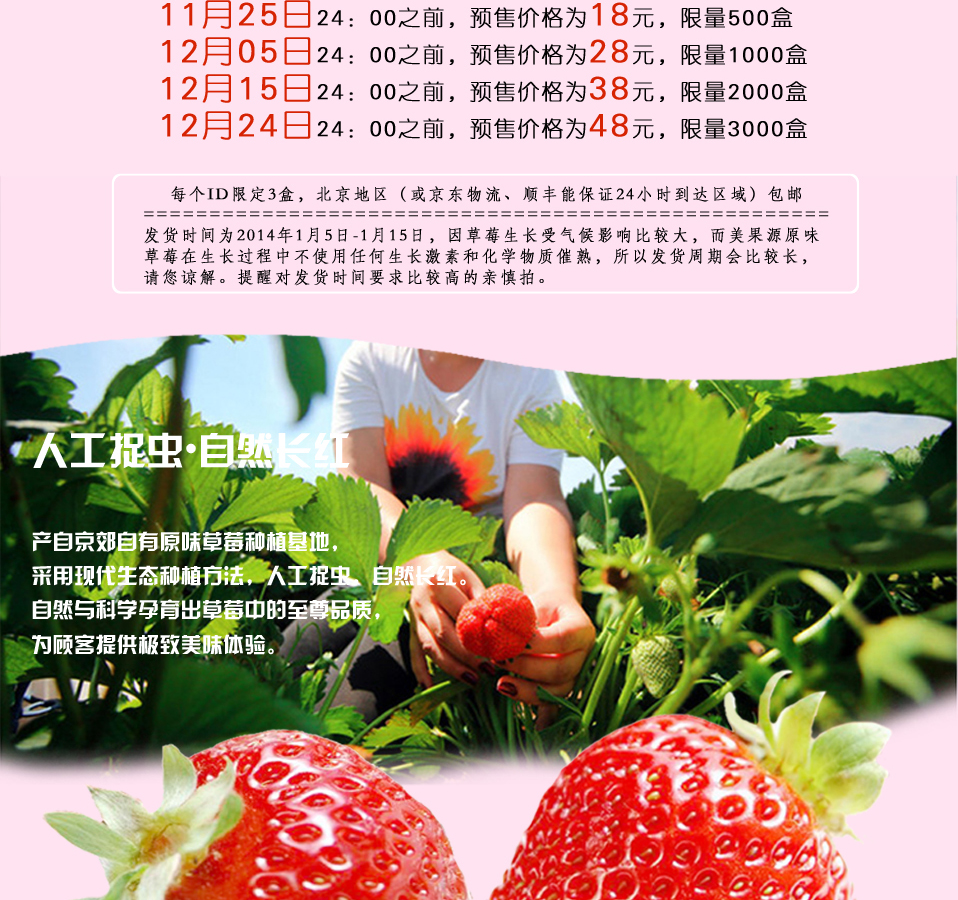 11月25日24：00之前，预售价格为18元，限量500盒
12月05日24：00之前，预售价格为28元，限量1000盒
12月15日24：00之前，预售价格为38元，限量2000盒
12月24日24：00之前，预售价格为48元，限量3000盒
每个ID限定3盒，北京地区（或京东物流、顺丰能保证24小时到达区域）包邮
发货时间为2014年1月5日-1月15日，因草莓生长受气候影响比较大，而美果源原味
草莓在生长过程中不使用任何生长激素和化学物质催熟，所以发货周期会比较长，
请您谅解。提醒对发货时间要求比较高的亲慎拍。
人工捉虫·自然长红
产自京郊自有原味草莓种植基地，
采用现代生态种植方法，人工捉虫、自然长红。
自然与科学孕育出草莓中的至尊品质，
为顾客提供极致美味体验。